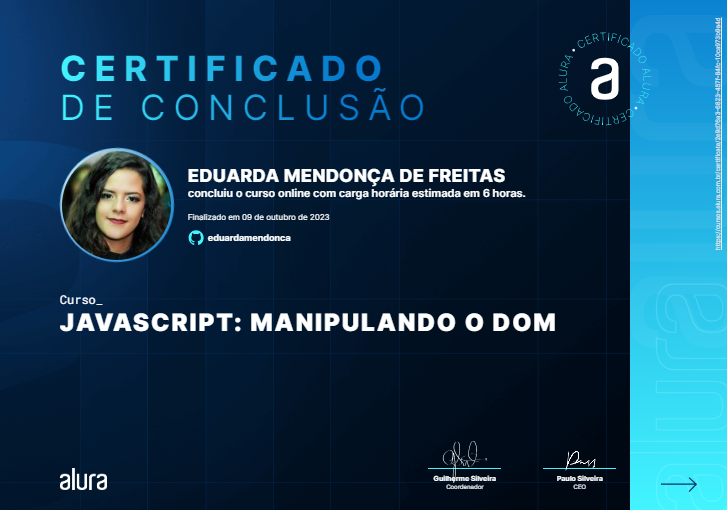 CERTIFICADO
DE CONCLUSÃO
CERTIFICADO ALURA • CERTIFICADO ALURA •
a
EDUARDA MENDONÇA DE FREITAS
concluiu o curso online com carga horária estimada em 6 horas.
Finalizado em 09 de outubro de 2023
eduardamendonca
Curso_
JAVASCRIPT: MANIPULANDO O DOM
alura
Guilherme Silveira
Coordenador
Paulo Silveira
CEO
alura